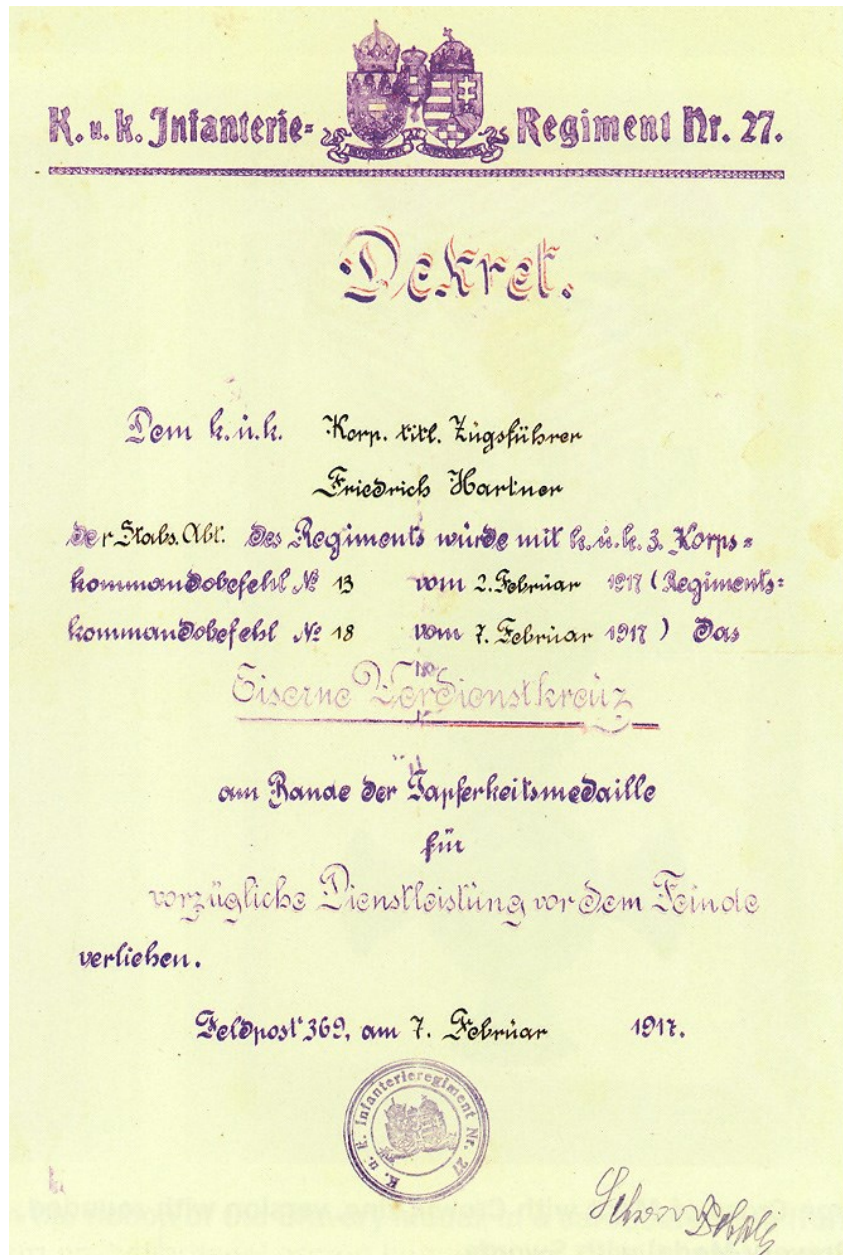 K. u. k. Infanterie= Regiment Nr. 27.
Dekret.
Dem k. u. k. Korp. titl. Zugsführer
Friedrich Hartner
der Stabs. Abt. des Regiments wurde mit k. u. k. 3. Korps=
kommandobefehl № 13 vom 2. Februar 1917 (Regiments=
kommandobefehl № 18 vom 7. Februar 1917) das
Eiserne Verdienstkreuz
am Bande der Tapferkeitsmedaille
für
vorzügliche Dienstleistung vor dem Feinde
verliehen.
Feldpost 369, am 7. Februar 1917.
K. u. k. Infanterieregiment Nr. 27